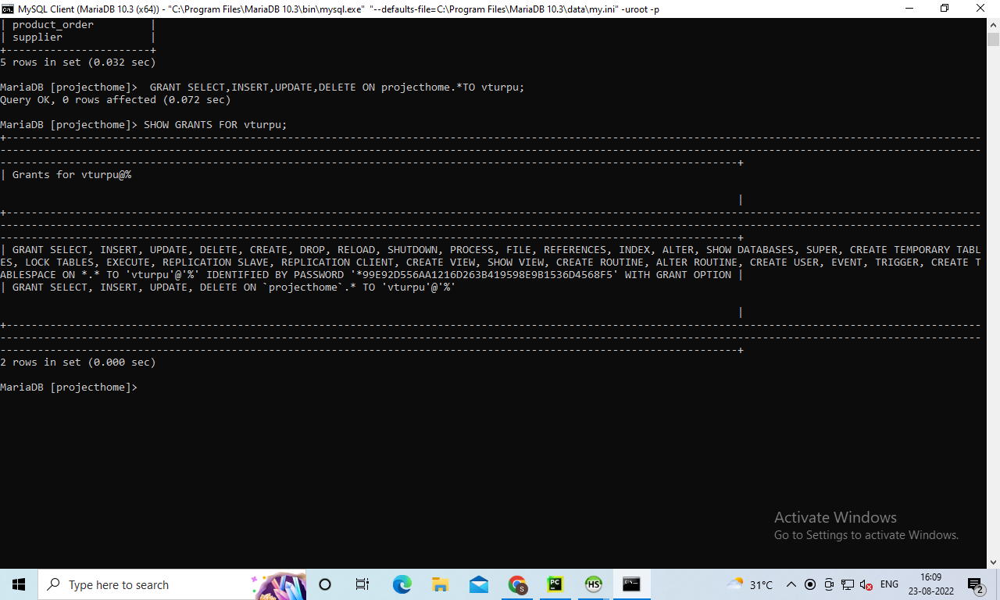 MySQL Client (MariaDB 10.3 (x64)) - "C:\Program Files\MariaDB 10.3\bin\mysql.exe" "--defaults-file=C:\Program Files\MariaDB 10.3\data\my.ini" -uroot -p
| product_order |
| supplier |
+-----------------------+
5 rows in set (0.032 sec)
MariaDB [projecthome]> GRANT SELECT,INSERT,UPDATE,DELETE ON projecthome.*TO vturpu;
Query OK, 0 rows affected (0.072 sec)
MariaDB [projecthome]> SHOW GRANTS FOR vturpu;
| Grants for vturpu@%
|
| GRANT SELECT, INSERT, UPDATE, DELETE, CREATE, DROP, RELOAD, SHUTDOWN, PROCESS, FILE, REFERENCES, INDEX, ALTER, SHOW DATABASES, SUPER, CREATE TEMPORARY TABL
ES, LOCK TABLES, EXECUTE, REPLICATION SLAVE, REPLICATION CLIENT, CREATE VIEW, SHOW VIEW, CREATE ROUTINE, ALTER ROUTINE, CREATE USER, EVENT, TRIGGER, CREATE T
ABLESPACE ON *.* TO 'vturpu'@'%' IDENTIFIED BY PASSWORD '*99E92D556AA1216D263B419598E9B1536D4568F5' WITH GRANT OPTION |
| GRANT SELECT, INSERT, UPDATE, DELETE ON `projecthome`.* TO 'vturpu'@'%'
|
2 rows in set (0.000 sec)
MariaDB [projecthome]>
Activate Windows
Go to Settings to activate Windows.
Type here to search
S
PC
HS
31°C
ENG
16:09
23-08-2022
2